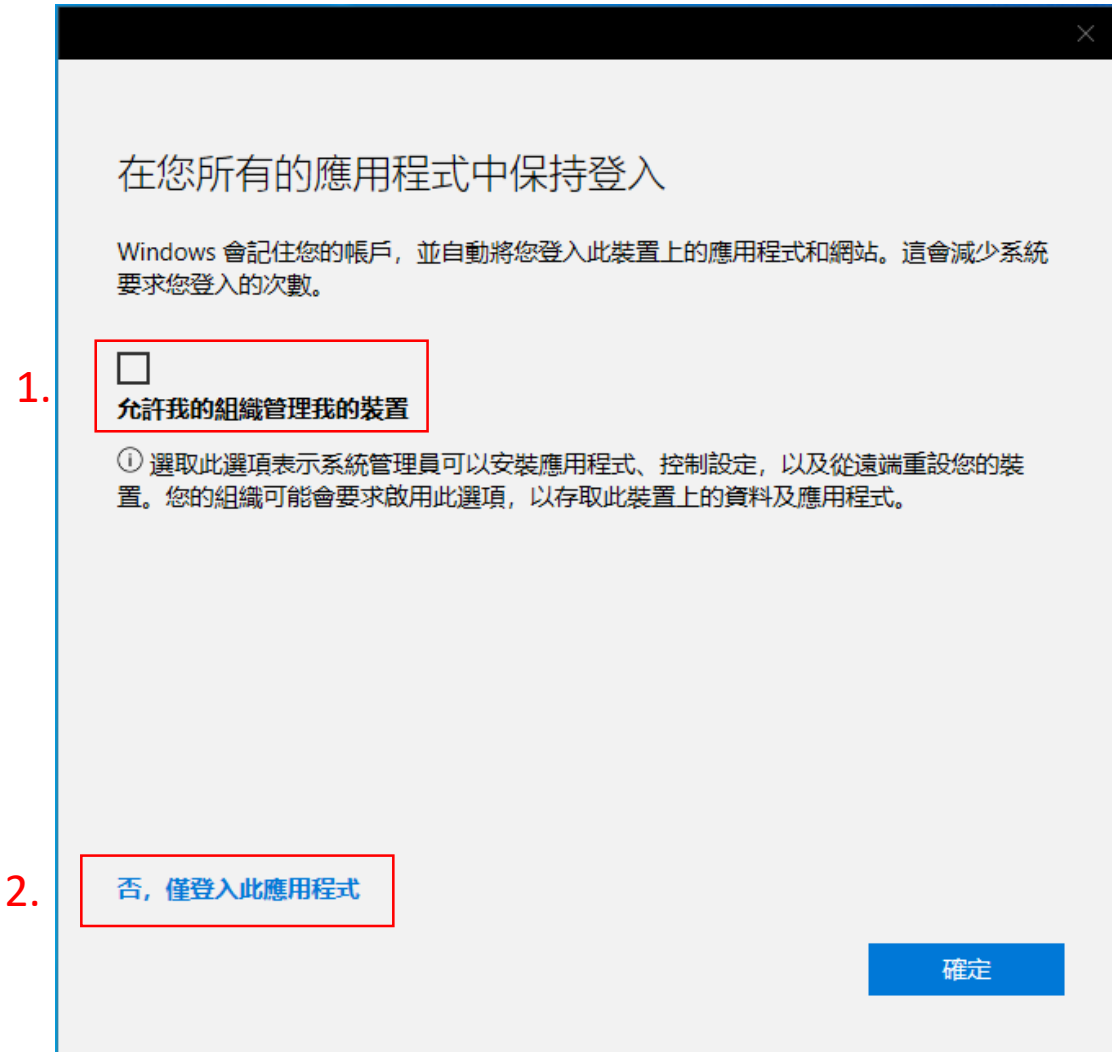 在您所有的應用程式中保持登入
Windows 會記住您的帳戶，並自動將您登入此裝置上的應用程式和網站。這會減少系統
要求您登入的次數。
1.
允許我的組織管理我的裝置
ⓘ 選取此選項表示系統管理員可以安裝應用程式、控制設定，以及從遠端重設您的裝
置。您的組織可能會要求啟用此選項，以存取此裝置上的資料及應用程式。
2.
否，僅登入此應用程式
確定